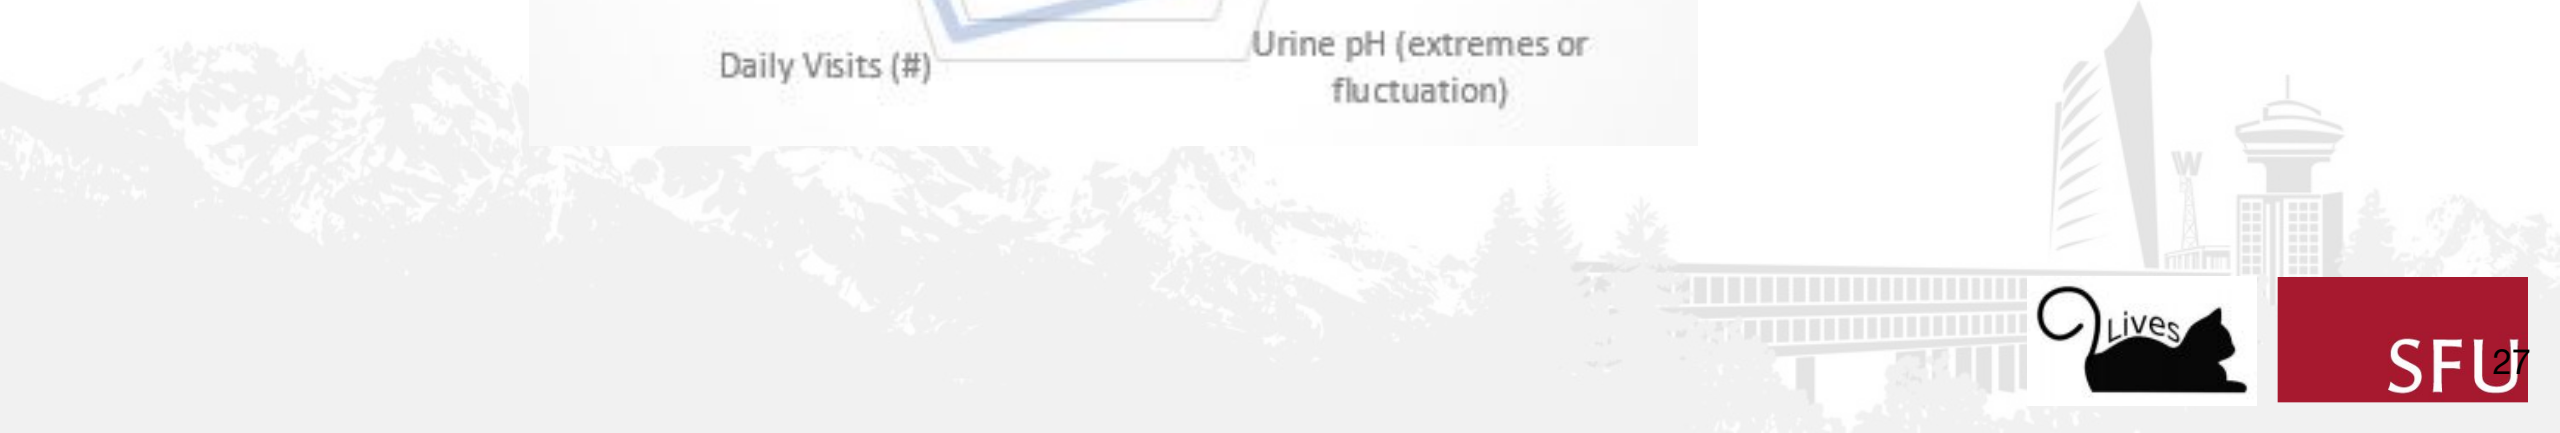 Daily Visits (#)
Urine pH (extremes or
fluctuation)
W
Lives
SFU
27